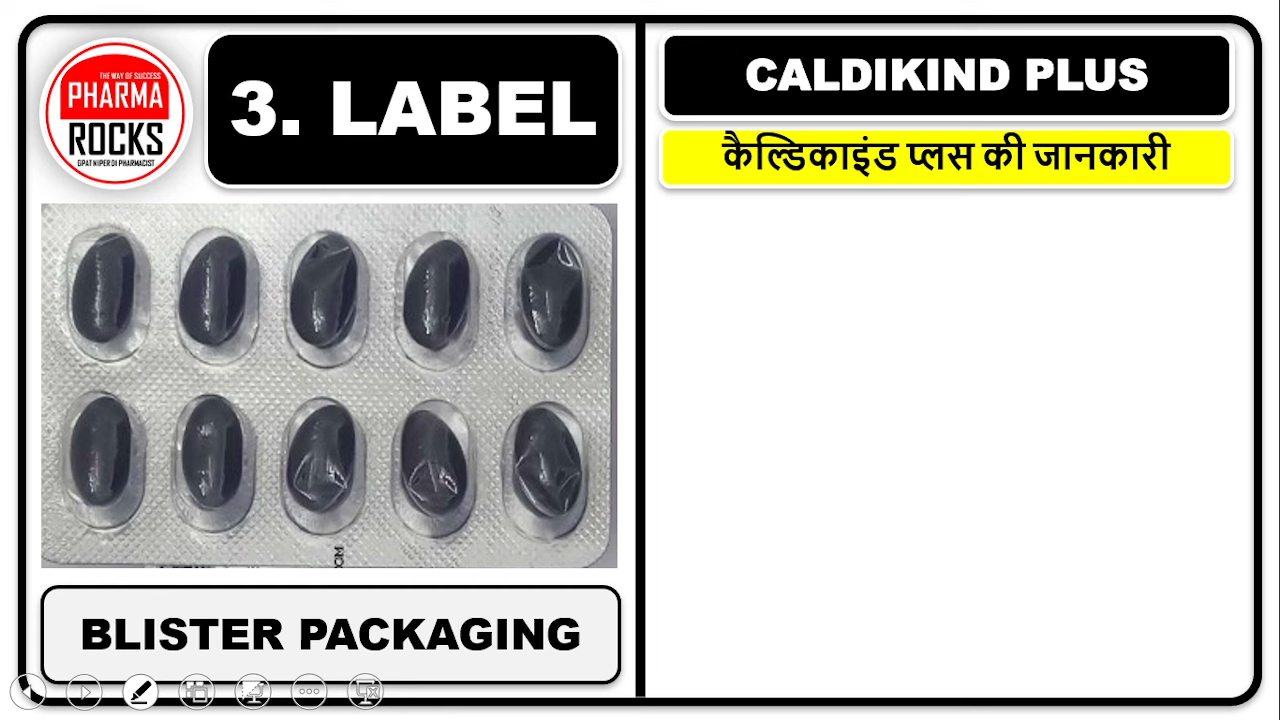 THE WAY OF SUCCESS
PHARMA
ROCKS
GPAT NIPER DI PHARMACIST
3. LABEL
BLISTER PACKAGING
CALDIKIND PLUS
कैल्डिकाइंड प्लस की जानकारी